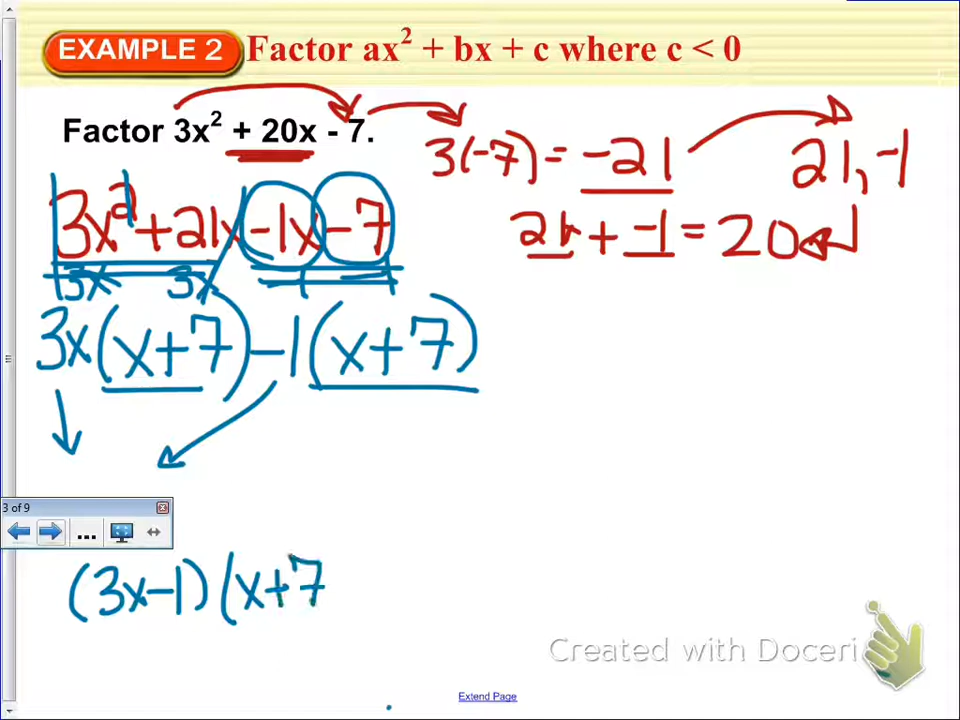 EXAMPLE 2 Factor ax² + bx + c where c < 0
Factor 3x² + 20x - 7.
3(-7) = -21
21, -1
21 + -1 = 20
3x² + 21x - 1x - 7
3x 3x
3x(x+7) -1(x+7)
3 of 9
...
(3x-1)(x+7
Created with Doceri
Extend Page